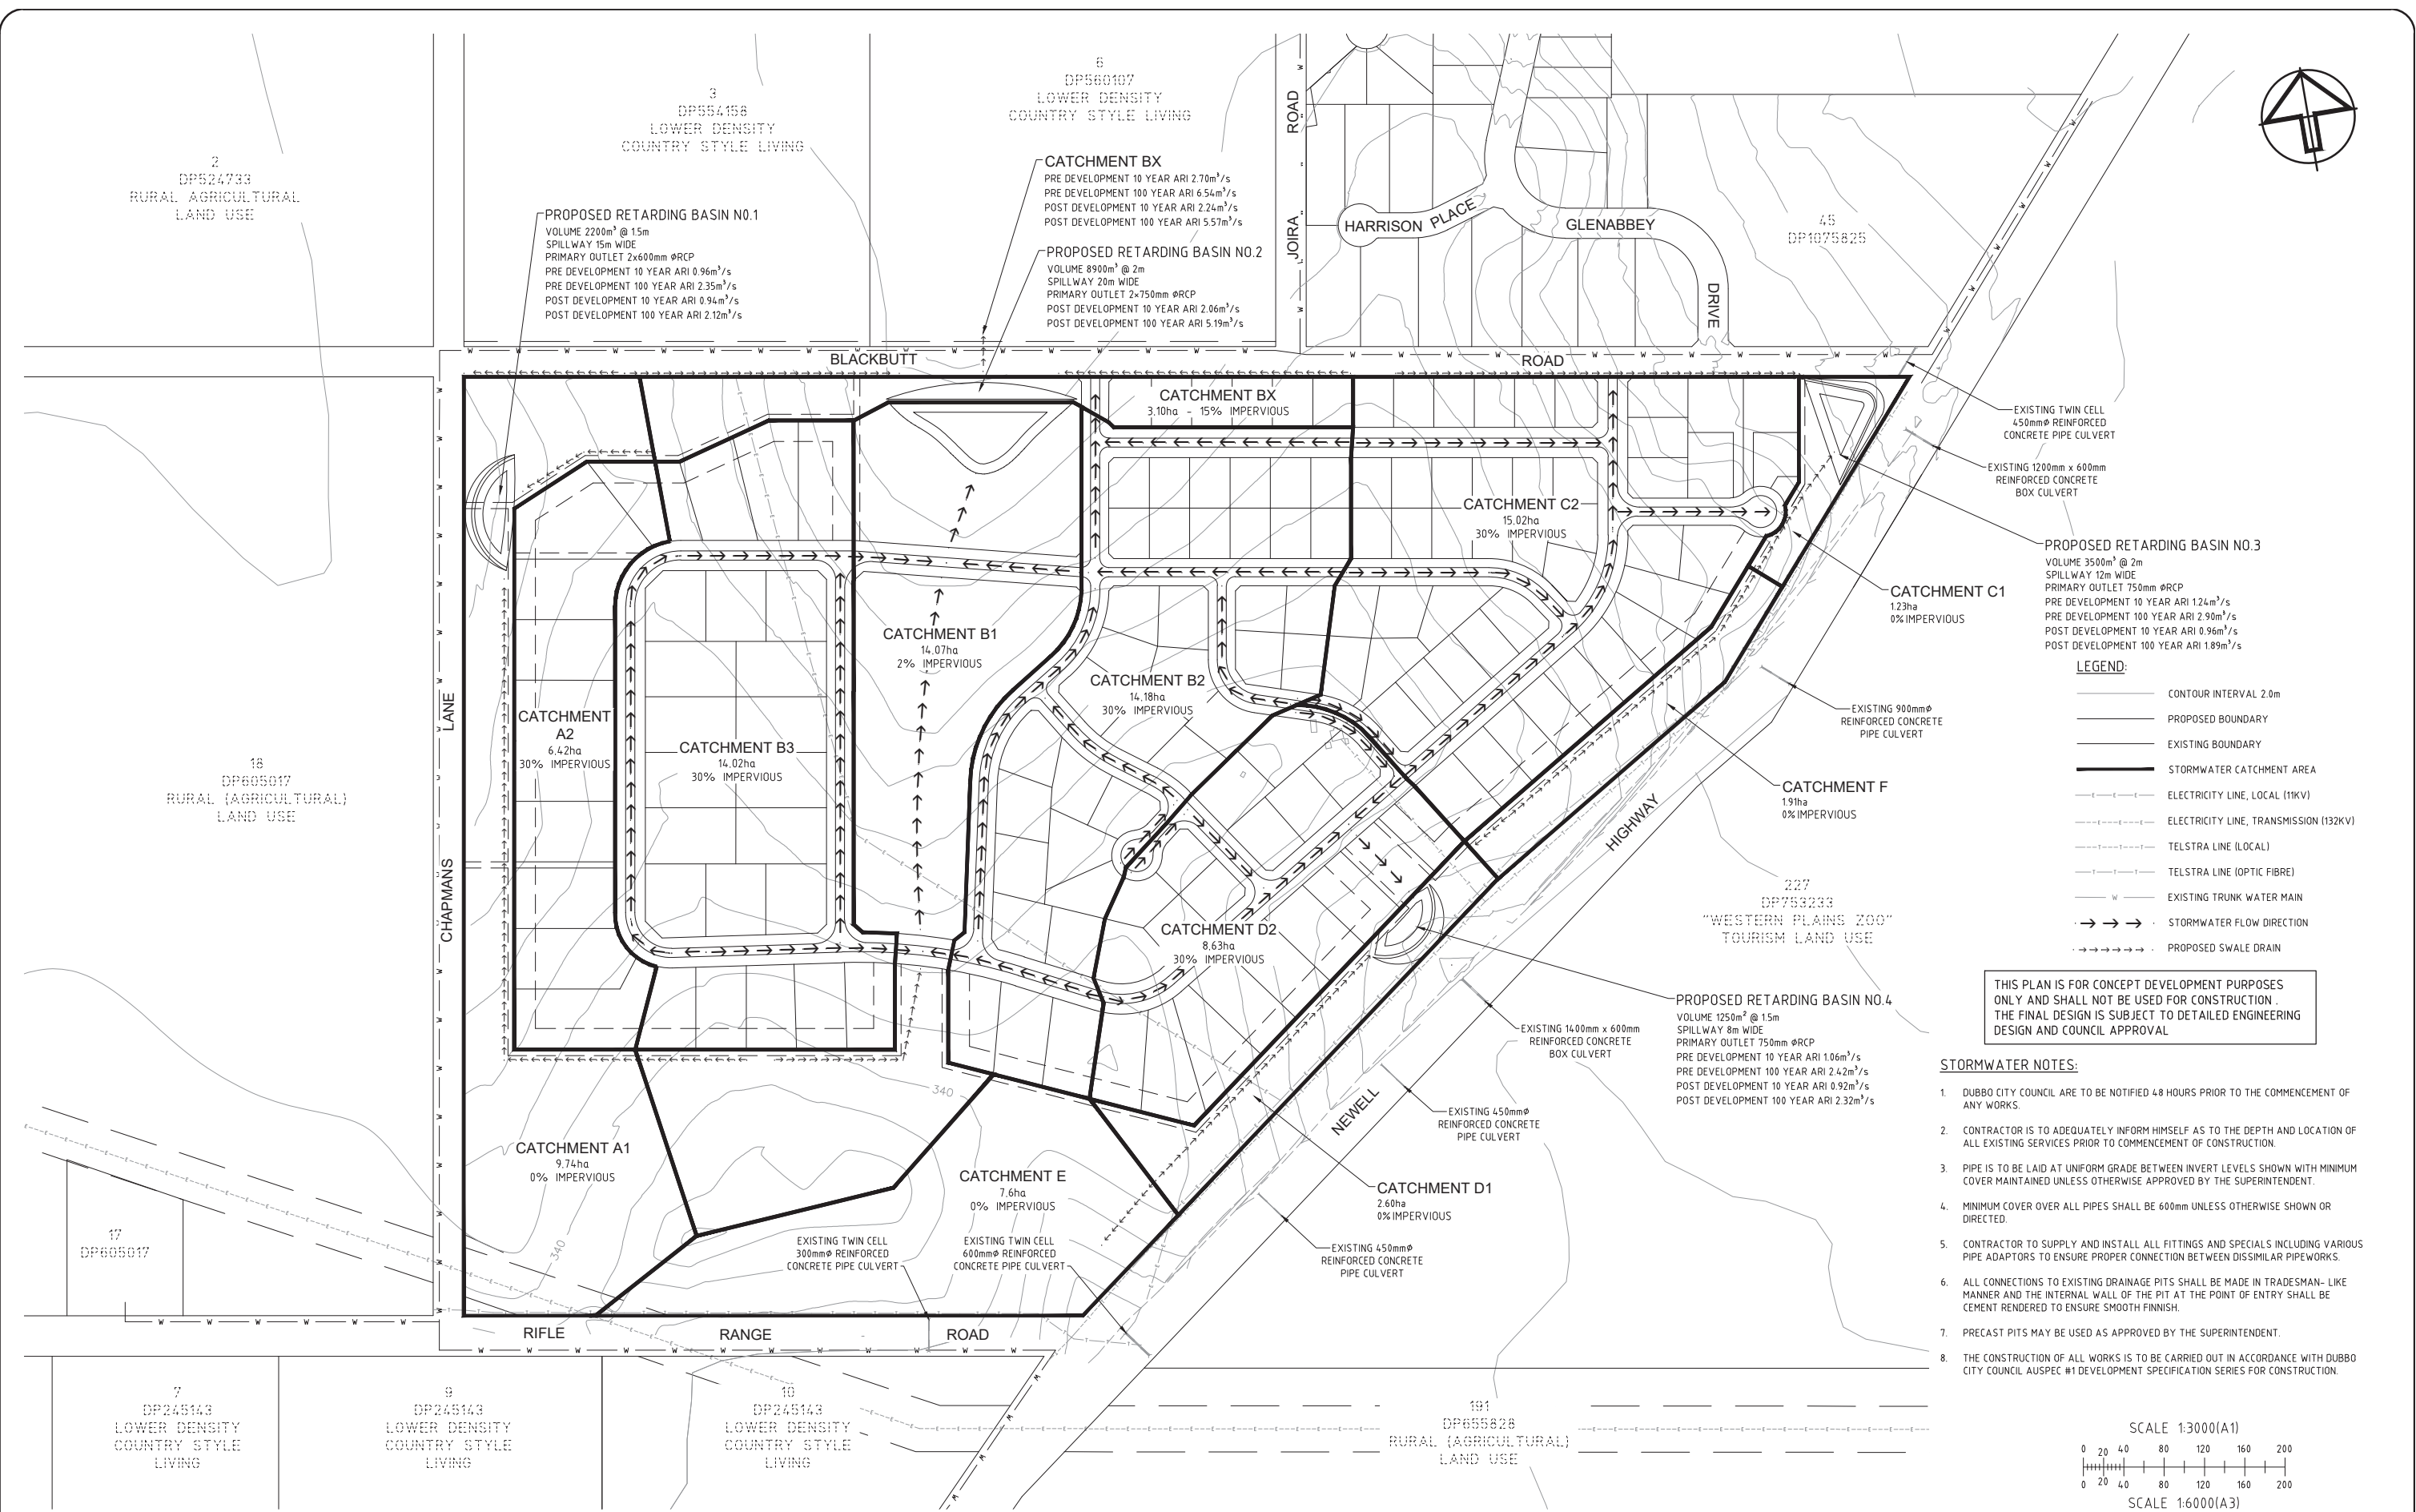 2
DP524733
RURAL AGRICULTURAL
LAND USE
3
DP554158
LOWER DENSITY
COUNTRY STYLE LIVING
6
DP560107
LOWER DENSITY
COUNTRY STYLE LIVING
PROPOSED RETARDING BASIN NO.1
VOLUME 2200m³ @ 1.5m
SPILLWAY 15m WIDE
PRIMARY OUTLET 2x600mm ØRCP
PRE DEVELOPMENT 10 YEAR ARI 0.96m³/s
PRE DEVELOPMENT 100 YEAR ARI 2.35m³/s
POST DEVELOPMENT 10 YEAR ARI 0.94m³/s
POST DEVELOPMENT 100 YEAR ARI 2.12m³/s
CATCHMENT BX
PRE DEVELOPMENT 10 YEAR ARI 2.70m³/s
PRE DEVELOPMENT 100 YEAR ARI 6.54m³/s
POST DEVELOPMENT 10 YEAR ARI 2.24m³/s
POST DEVELOPMENT 100 YEAR ARI 5.57m³/s
PROPOSED RETARDING BASIN NO.2
VOLUME 8900m³ @ 2m
SPILLWAY 20m WIDE
PRIMARY OUTLET 2x750mm ØRCP
POST DEVELOPMENT 10 YEAR ARI 2.06m³/s
POST DEVELOPMENT 100 YEAR ARI 5.19m³/s
JOIRA ROAD
HARRISON PLACE
GLENABBEY
DRIVE
45
DP1075825
BLACKBUTT
ROAD
CATCHMENT BX
3.10ha - 15% IMPERVIOUS
EXISTING TWIN CELL
450mmØ REINFORCED
CONCRETE PIPE CULVERT
EXISTING 1200mm x 600mm
REINFORCED CONCRETE
BOX CULVERT
CATCHMENT C2
15.02ha
30% IMPERVIOUS
PROPOSED RETARDING BASIN NO.3
VOLUME 3500m³ @ 2m
SPILLWAY 12m WIDE
PRIMARY OUTLET 750mm ØRCP
PRE DEVELOPMENT 10 YEAR ARI 1.24m³/s
PRE DEVELOPMENT 100 YEAR ARI 2.90m³/s
POST DEVELOPMENT 10 YEAR ARI 0.96m³/s
POST DEVELOPMENT 100 YEAR ARI 1.89m³/s
CATCHMENT C1
1.23ha
0% IMPERVIOUS
CATCHMENT B1
14.07ha
2% IMPERVIOUS
CATCHMENT B2
14.18ha
30% IMPERVIOUS
CATCHMENT
A2
6.42ha
30% IMPERVIOUS
CATCHMENT B3
14.02ha
30% IMPERVIOUS
CHAPMANS LANE
18
DP605017
RURAL (AGRICULTURAL)
LAND USE
EXISTING 900mmØ
REINFORCED CONCRETE
PIPE CULVERT
CATCHMENT F
1.91ha
0% IMPERVIOUS
NEWELL HIGHWAY
227
DP753233
"WESTERN PLAINS ZOO"
TOURISM LAND USE
CATCHMENT D2
8.63ha
30% IMPERVIOUS
LEGEND:
CONTOUR INTERVAL 2.0m
PROPOSED BOUNDARY
EXISTING BOUNDARY
STORMWATER CATCHMENT AREA
ELECTRICITY LINE, LOCAL (11KV)
ELECTRICITY LINE, TRANSMISSION (132KV)
TELSTRA LINE (LOCAL)
TELSTRA LINE (OPTIC FIBRE)
W EXISTING TRUNK WATER MAIN
STORMWATER FLOW DIRECTION
PROPOSED SWALE DRAIN
THIS PLAN IS FOR CONCEPT DEVELOPMENT PURPOSES
ONLY AND SHALL NOT BE USED FOR CONSTRUCTION .
THE FINAL DESIGN IS SUBJECT TO DETAILED ENGINEERING
DESIGN AND COUNCIL APPROVAL
PROPOSED RETARDING BASIN NO.4
VOLUME 1250m² @ 1.5m
SPILLWAY 8m WIDE
PRIMARY OUTLET 750mm ØRCP
PRE DEVELOPMENT 10 YEAR ARI 1.06m³/s
PRE DEVELOPMENT 100 YEAR ARI 2.42m³/s
POST DEVELOPMENT 10 YEAR ARI 0.92m³/s
POST DEVELOPMENT 100 YEAR ARI 2.32m³/s
EXISTING 1400mm x 600mm
REINFORCED CONCRETE
BOX CULVERT
EXISTING 450mmØ
REINFORCED CONCRETE
PIPE CULVERT
340
CATCHMENT A1
9.74ha
0% IMPERVIOUS
CATCHMENT E
7.6ha
0% IMPERVIOUS
CATCHMENT D1
2.60ha
0% IMPERVIOUS
EXISTING 450mmØ
REINFORCED CONCRETE
PIPE CULVERT
EXISTING TWIN CELL
300mmØ REINFORCED
CONCRETE PIPE CULVERT
EXISTING TWIN CELL
600mmØ REINFORCED
CONCRETE PIPE CULVERT
340
17
DP605017
RIFLE RANGE ROAD
7
DP245143
LOWER DENSITY
COUNTRY STYLE
LIVING
9
DP245143
LOWER DENSITY
COUNTRY STYLE
LIVING
10
DP245143
LOWER DENSITY
COUNTRY STYLE
LIVING
191
DP655828
RURAL (AGRICULTURAL)
LAND USE
STORMWATER NOTES:
1. DUBBO CITY COUNCIL ARE TO BE NOTIFIED 48 HOURS PRIOR TO THE COMMENCEMENT OF
ANY WORKS.
2. CONTRACTOR IS TO ADEQUATELY INFORM HIMSELF AS TO THE DEPTH AND LOCATION OF
ALL EXISTING SERVICES PRIOR TO COMMENCEMENT OF CONSTRUCTION.
3. PIPE IS TO BE LAID AT UNIFORM GRADE BETWEEN INVERT LEVELS SHOWN WITH MINIMUM
COVER MAINTAINED UNLESS OTHERWISE APPROVED BY THE SUPERINTENDENT.
4. MINIMUM COVER OVER ALL PIPES SHALL BE 600mm UNLESS OTHERWISE SHOWN OR
DIRECTED.
5. CONTRACTOR TO SUPPLY AND INSTALL ALL FITTINGS AND SPECIALS INCLUDING VARIOUS
PIPE ADAPTORS TO ENSURE PROPER CONNECTION BETWEEN DISSIMILAR PIPEWORKS.
6. ALL CONNECTIONS TO EXISTING DRAINAGE PITS SHALL BE MADE IN TRADESMAN- LIKE
MANNER AND THE INTERNAL WALL OF THE PIT AT THE POINT OF ENTRY SHALL BE
CEMENT RENDERED TO ENSURE SMOOTH FINNISH.
7. PRECAST PITS MAY BE USED AS APPROVED BY THE SUPERINTENDENT.
8. THE CONSTRUCTION OF ALL WORKS IS TO BE CARRIED OUT IN ACCORDANCE WITH DUBBO
CITY COUNCIL AUSPEC #1 DEVELOPMENT SPECIFICATION SERIES FOR CONSTRUCTION.
SCALE 1:3000(A1)
0 20 40 80 120 160 200
0 20 40 80 120 160 200
SCALE 1:6000(A3)